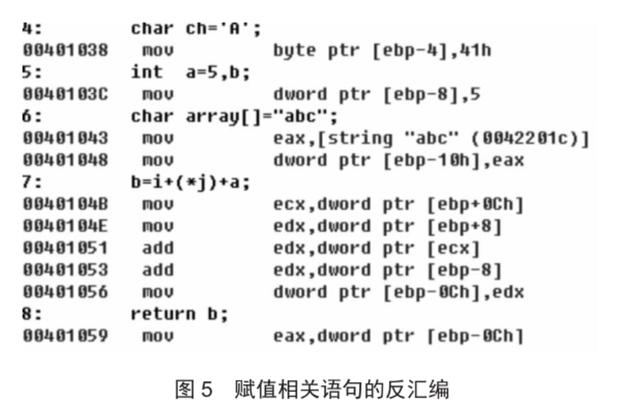 4: char ch='A';
00401038 mov byte ptr [ebp-4],41h
5: int a=5,b;
0040103C mov dword ptr [ebp-8],5
6: char array[]="abc";
00401043 mov eax,[string "abc" (0042201c)]
00401048 mov dword ptr [ebp-10h],eax
7: b=i+(*j)+a;
0040104B mov ecx,dword ptr [ebp+0Ch]
0040104E mov edx,dword ptr [ebp+8]
00401051 add edx,dword ptr [ecx]
00401053 add edx,dword ptr [ebp-8]
00401056 mov dword ptr [ebp-0Ch],edx
8: return b;
00401059 mov eax,dword ptr [ebp-0Ch]
图 5 赋值相关语句的反汇编